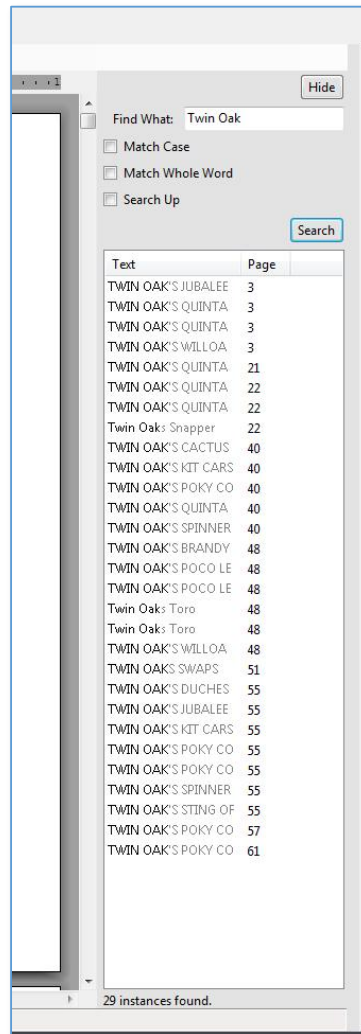 1
Hide
Find What: Twin Oak
Match Case
Match Whole Word
Search Up
Search
Text Page
TWIN OAK'S JUBALEE 3
TWIN OAK'S QUINTA 3
TWIN OAK'S QUINTA 3
TWIN OAK'S WILLOA 3
TWIN OAK'S QUINTA 21
TWIN OAK'S QUINTA 22
TWIN OAK'S QUINTA 22
Twin Oaks Snapper 22
TWIN OAK'S CACTUS 40
TWIN OAK'S KIT CARS 40
TWIN OAK'S POKY CO 40
TWIN OAK'S QUINTA 40
TWIN OAK'S SPINNER 40
TWIN OAK'S BRANDY 48
TWIN OAK'S POCO LE 48
TWIN OAK'S POCO LE 48
Twin Oaks Toro 48
Twin Oaks Toro 48
TWIN OAK'S WILLOA 48
TWIN OAKS SWAPS 51
TWIN OAK'S DUCHES 55
TWIN OAK'S JUBALEE 55
TWIN OAK'S KIT CARS 55
TWIN OAK'S POKY CO 55
TWIN OAK'S POKY CO 55
TWIN OAK'S SPINNER 55
TWIN OAK'S STING OF 55
TWIN OAK'S POKY CO 57
TWIN OAK'S POKY CO 61
29 instances found.